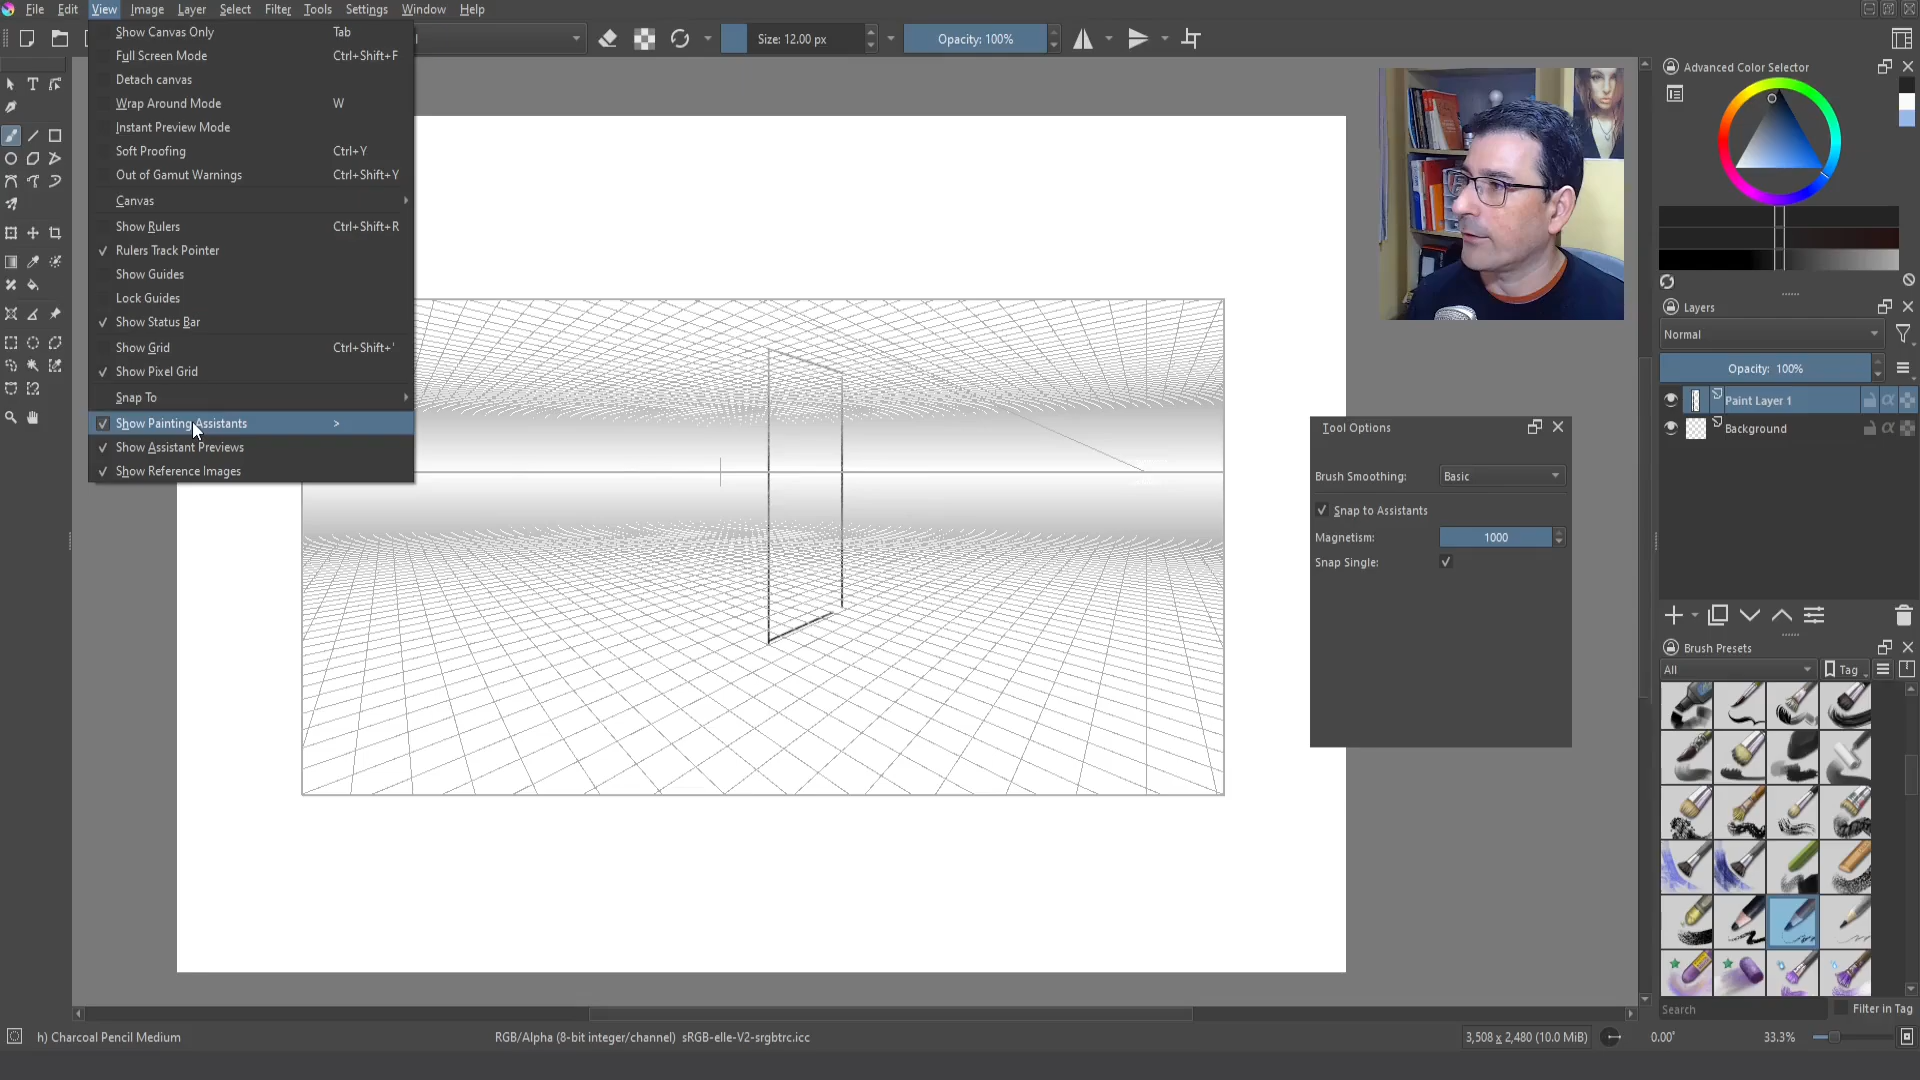 File Edit View Image Layer Select Filter Tools Settings Window Help
Size: 12.00 px
Opacity: 100%
Show Canvas Only Tab
Full Screen Mode Ctrl+Shift+F
Detach canvas
Wrap Around Mode W
Instant Preview Mode
Soft Proofing Ctrl+Y
Out of Gamut Warnings Ctrl+Shift+Y
Canvas
Show Rulers Ctrl+Shift+R
Rulers Track Pointer
Show Guides
Lock Guides
Show Status Bar
Show Grid Ctrl+Shift+'
Show Pixel Grid
Snap To
Show Painting Assistants >
Show Assistant Previews
Show Reference Images
Advanced Color Selector
Layers
Normal
Opacity: 100%
Paint Layer 1
Background
Tool Options
Brush Smoothing: Basic
Snap to Assistants
Magnetism: 1000
Snap Single:
Brush Presets
All
Tag
Search
Filter in Tag
h) Charcoal Pencil Medium
RGB/Alpha (8-bit integer/channel) sRGB-elle-V2-srgbtrc.icc
3,508 x 2,480 (10.0 MiB)
0.00°
33.3%